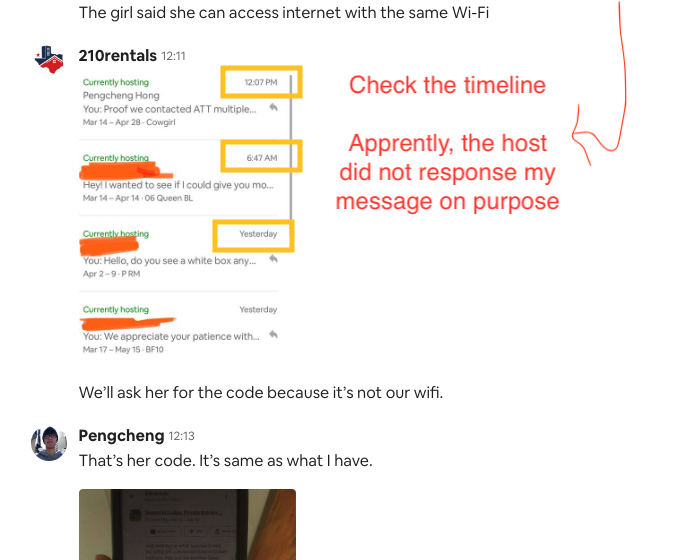 The girl said she can access internet with the same Wi-Fi
210rentals 12:11
Currently hosting 12:07 PM
Pengcheng Hong
You: Proof we contacted ATT multiple...
Mar 14 – Apr 28 · Cowgirl
Check the timeline
Apprently, the host
did not response my
message on purpose
Currently hosting 6:47 AM
Hey! I wanted to see if I could give you mo...
Mar 14 – Apr 14 · 06 Queen BL
Currently hosting Yesterday
You: Hello, do you see a white box any...
Apr 2 – 9 · P RM
Currently hosting Yesterday
You: We appreciate your patience with...
Mar 17 – May 15 · BF10
We'll ask her for the code because it's not our wifi.
Pengcheng 12:13
That's her code. It's same as what I have.